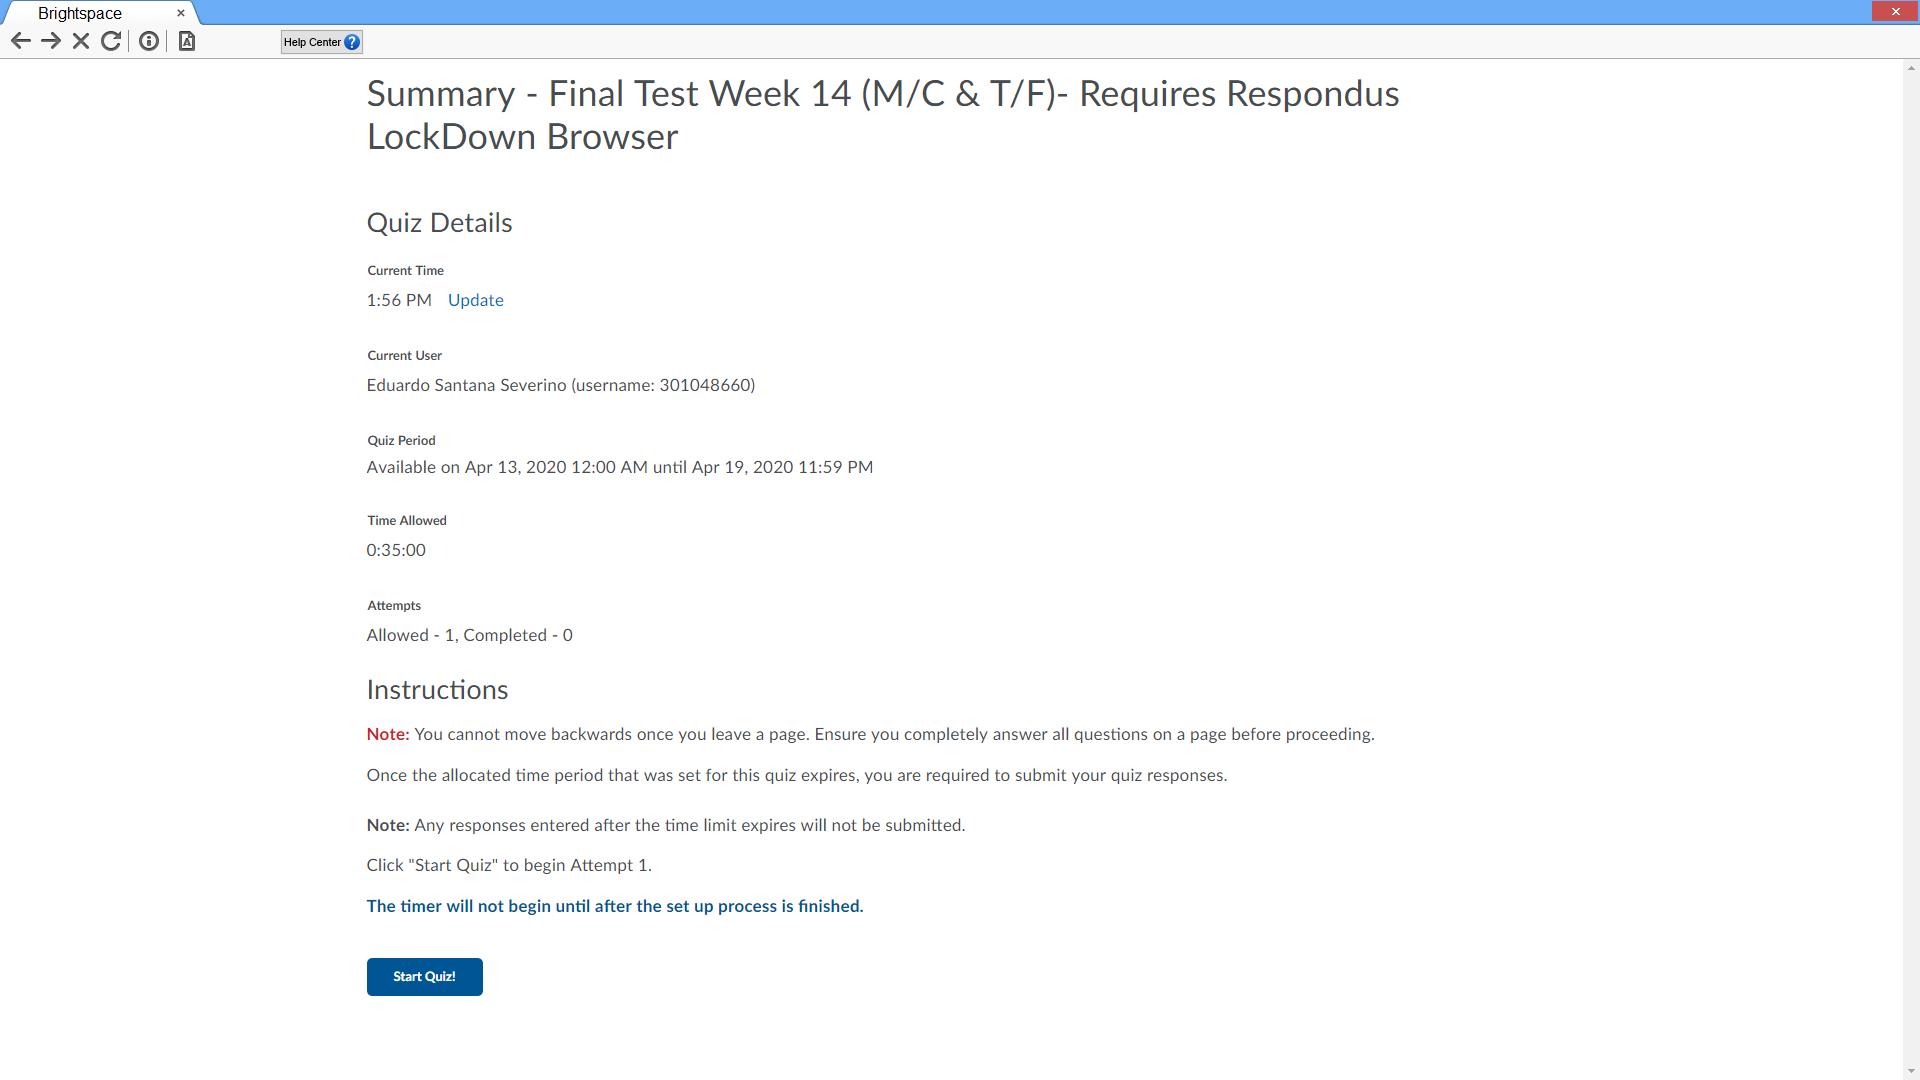 Brightspace
Help Center
Summary - Final Test Week 14 (M/C & T/F)- Requires Respondus
LockDown Browser
Quiz Details
Current Time
1:56 PM Update
Current User
Eduardo Santana Severino (username: 301048660)
Quiz Period
Available on Apr 13, 2020 12:00 AM until Apr 19, 2020 11:59 PM
Time Allowed
0:35:00
Attempts
Allowed - 1, Completed - 0
Instructions
Note: You cannot move backwards once you leave a page. Ensure you completely answer all questions on a page before proceeding.
Once the allocated time period that was set for this quiz expires, you are required to submit your quiz responses.
Note: Any responses entered after the time limit expires will not be submitted.
Click "Start Quiz" to begin Attempt 1.
The timer will not begin until after the set up process is finished.
Start Quiz!